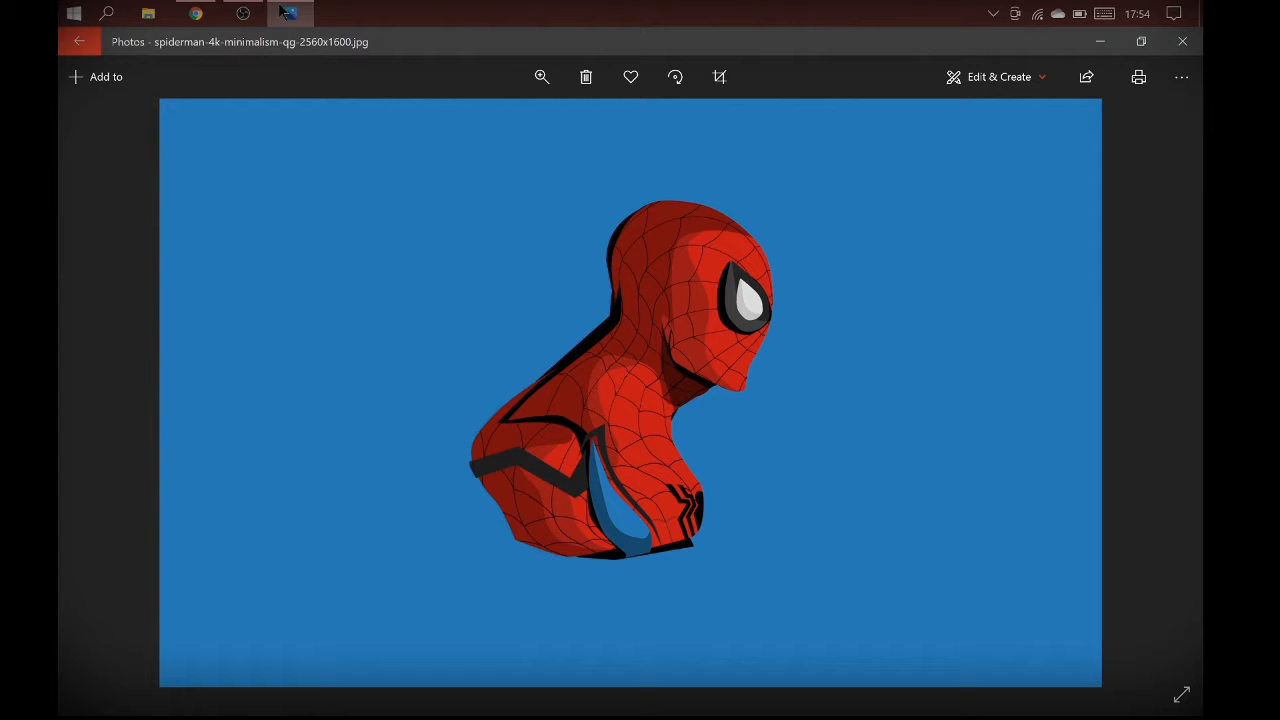 17:54
Photos - spiderman-4k-minimalism-qg-2560x1600.jpg
Add to
Edit & Create